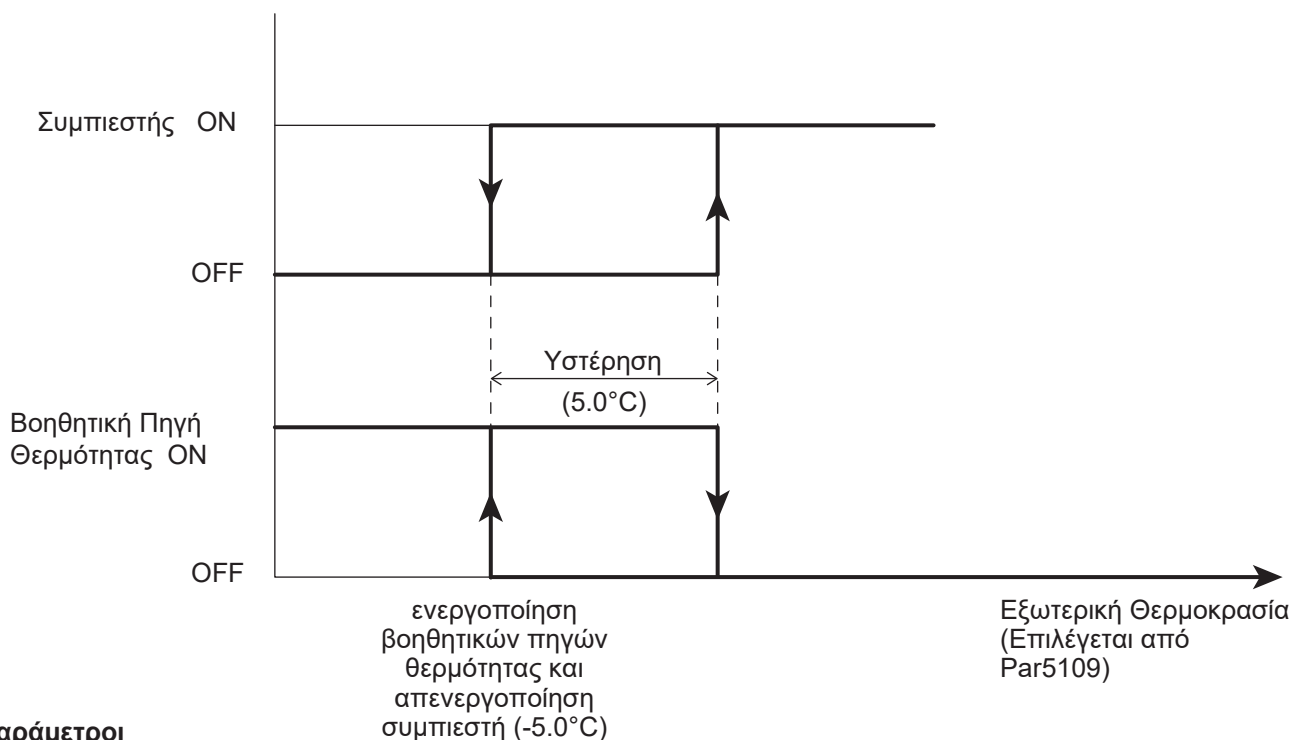 Συμπιεστής ON
OFF
Υστέρηση
(5.0°C)
Βοηθητική Πηγή
Θερμότητας ON
OFF
ενεργοποίηση
βοηθητικών πηγών
θερμότητας και
απενεργοποίηση
συμπιεστή (-5.0°C)
Εξωτερική Θερμοκρασία
(Επιλέγεται από
Par5109)
αράμετροι